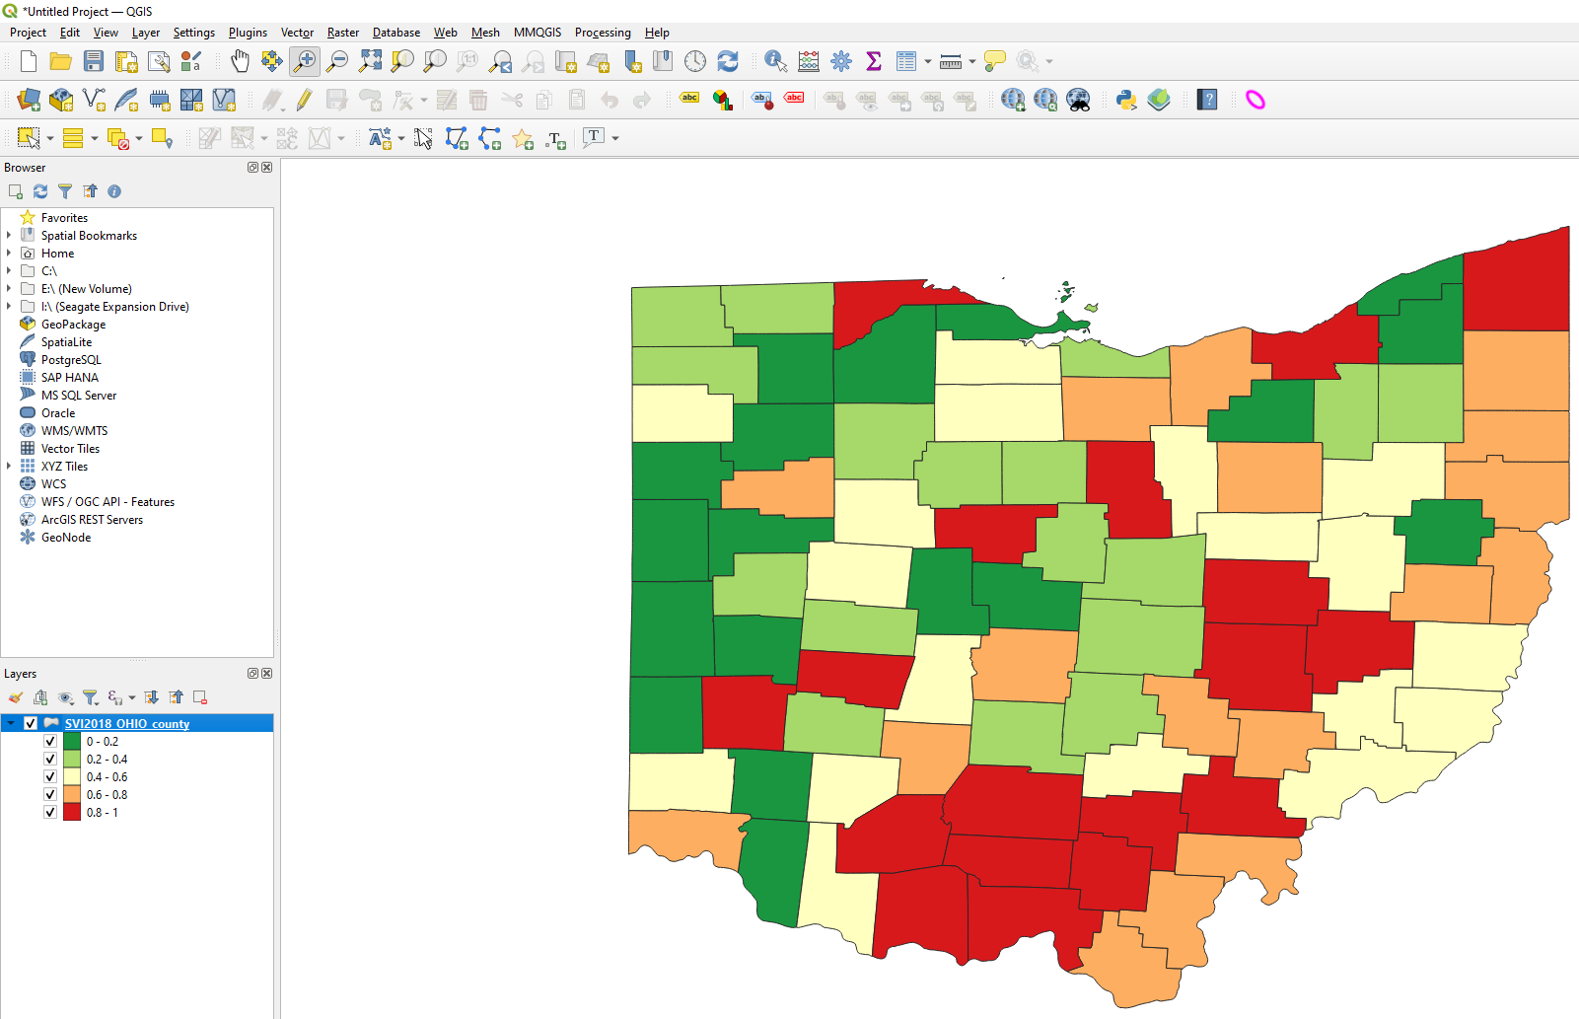 *Untitled Project — QGIS
Project Edit View Layer Settings Plugins Vector Raster Database Web Mesh MMQGIS Processing Help
abc ab abc
Browser
Favorites
Spatial Bookmarks
Home
C:\
E:\ (New Volume)
I:\ (Seagate Expansion Drive)
GeoPackage
SpatiaLite
PostgreSQL
SAP HANA
MS SQL Server
Oracle
WMS/WMTS
Vector Tiles
XYZ Tiles
WCS
WFS / OGC API - Features
ArcGIS REST Servers
GeoNode
Layers
SVI2018_OHIO_county
0 - 0.2
0.2 - 0.4
0.4 - 0.6
0.6 - 0.8
0.8 - 1